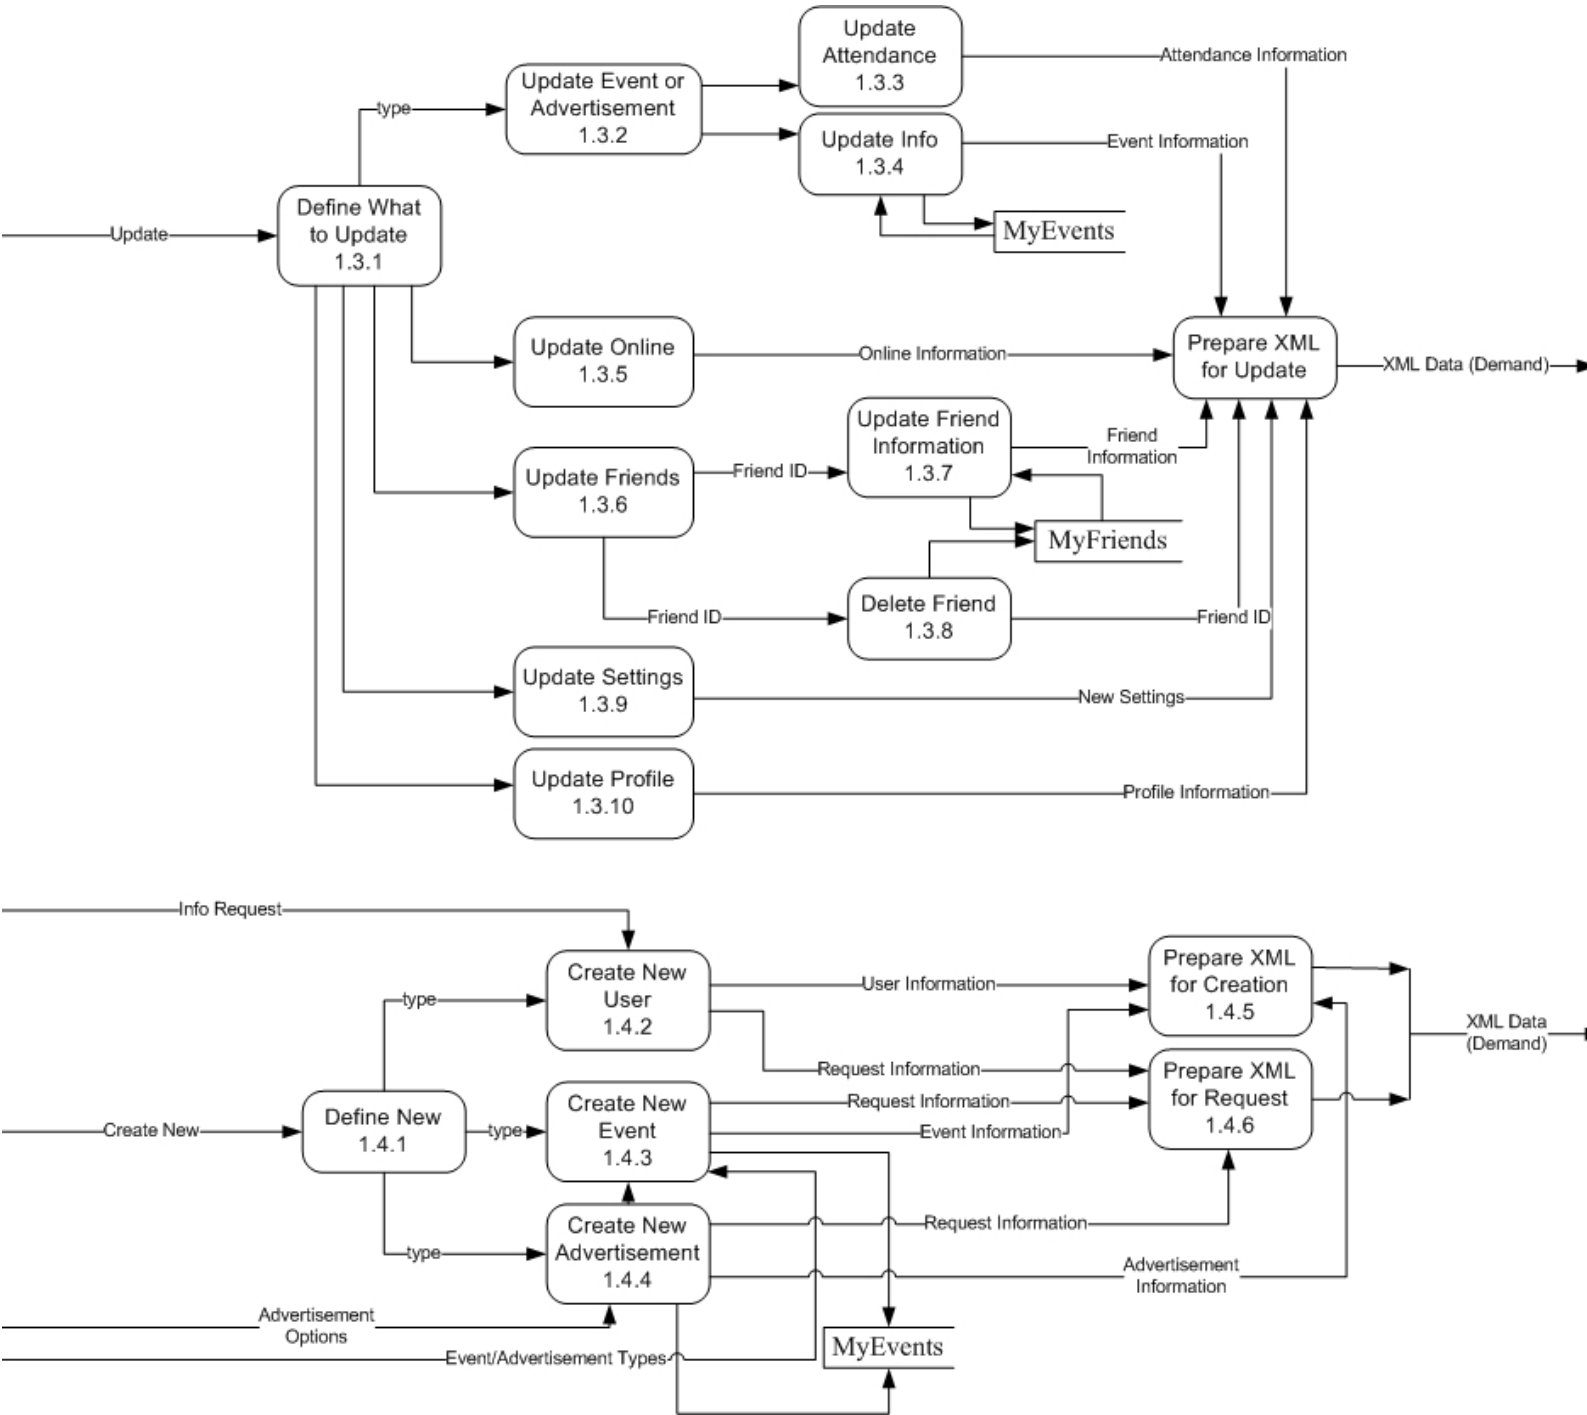 Update
Attendance
1.3.3
Attendance Information
Update Event or
Advertisement
1.3.2
type
Update Info
1.3.4
Event Information
Define What
to Update
1.3.1
Update
MyEvents
Update Online
1.3.5
Online Information
Prepare XML
for Update
XML Data (Demand)
Update Friend
Information
1.3.7
Friend
Information
Update Friends
1.3.6
Friend ID
MyFriends
Delete Friend
1.3.8
Friend ID
Friend ID
Update Settings
1.3.9
New Settings
Update Profile
1.3.10
Profile Information
Info Request
Create New
User
1.4.2
User Information
Prepare XML
for Creation
1.4.5
type
XML Data
(Demand)
Request Information
Prepare XML
for Request
1.4.6
Define New
1.4.1
Create New
type
Create New
Event
1.4.3
Request Information
Event Information
Create New
Advertisement
1.4.4
type
Request Information
Advertisement
Information
Advertisement
Options
Event/Advertisement Types
MyEvents